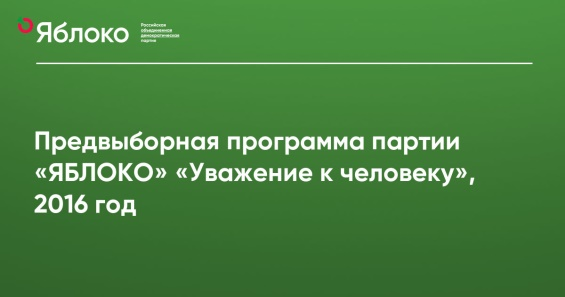 Яблоко
Российская
объединенная
демократическая
партия
Предвыборная программа партии
«ЯБЛОКО» «Уважение к человеку»,
2016 год